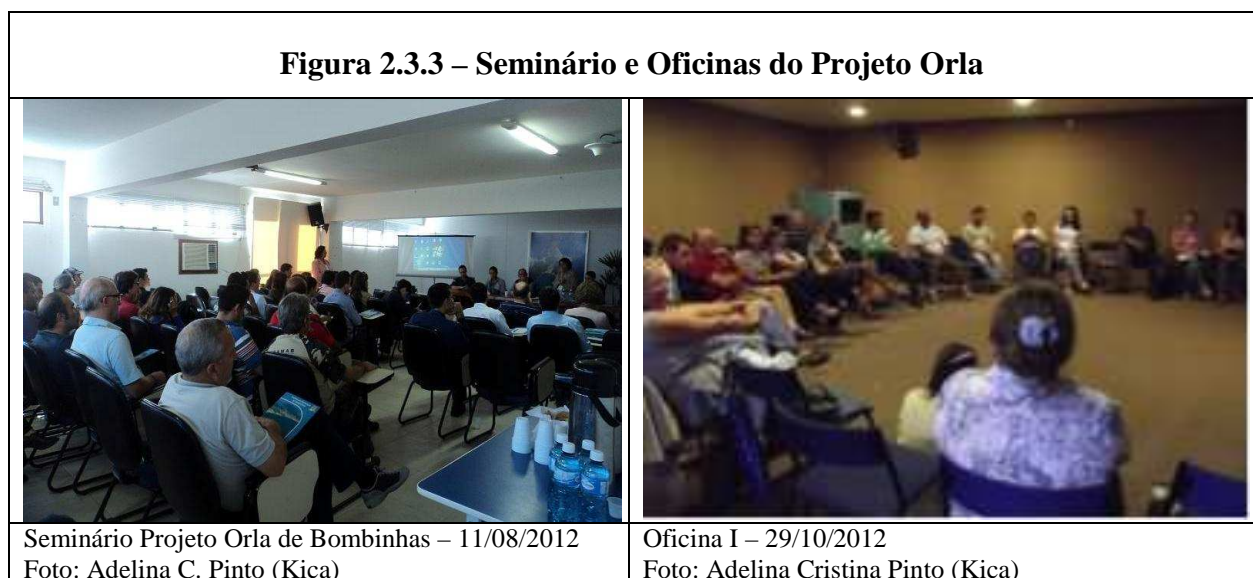 Figura 2.3.3 – Seminário e Oficinas do Projeto Orla
Seminário Projeto Orla de Bombinhas – 11/08/2012
Foto: Adelina C. Pinto (Kica)
Oficina I – 29/10/2012
Foto: Adelina Cristina Pinto (Kica)